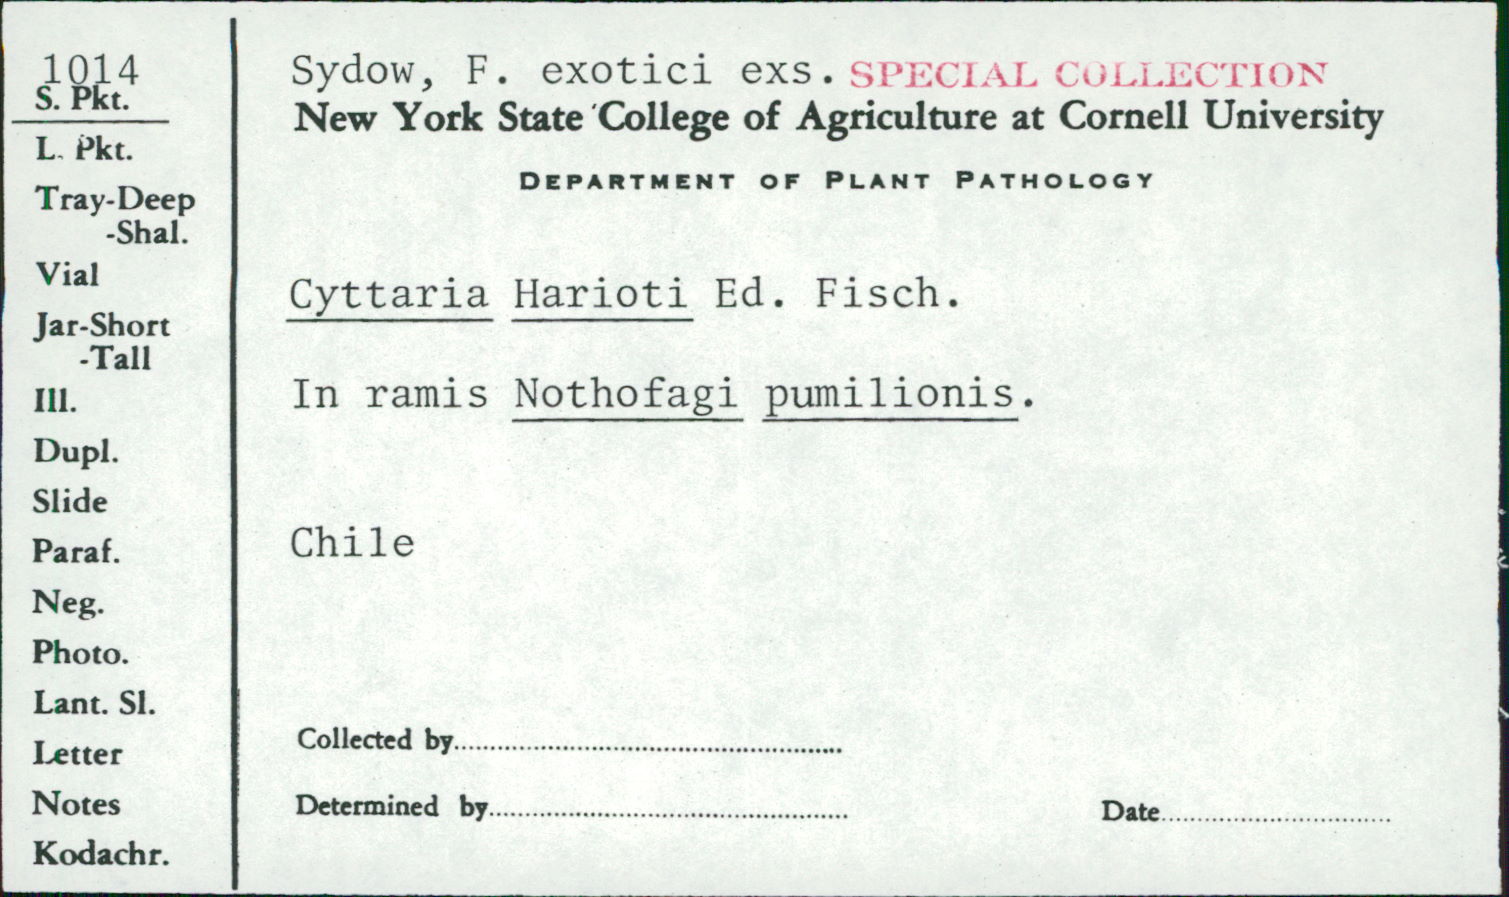 1014
S. Pkt.
L. Pkt.
Tray-Deep
-Shal.
Vial
Jar-Short
-Tall
Ill.
Dupl.
Slide
Paraf.
Neg.
Photo.
Lant. Sl.
Letter
Notes
Kodachr.
Sydow, F. exotici exs. SPECIAL COLLECTION
New York State College of Agriculture at Cornell University
DEPARTMENT OF PLANT PATHOLOGY
Cyttaria Harioti Ed. Fisch.
In ramis Nothofagi pumilionis.
Chile
Collected by
Determined by
Date